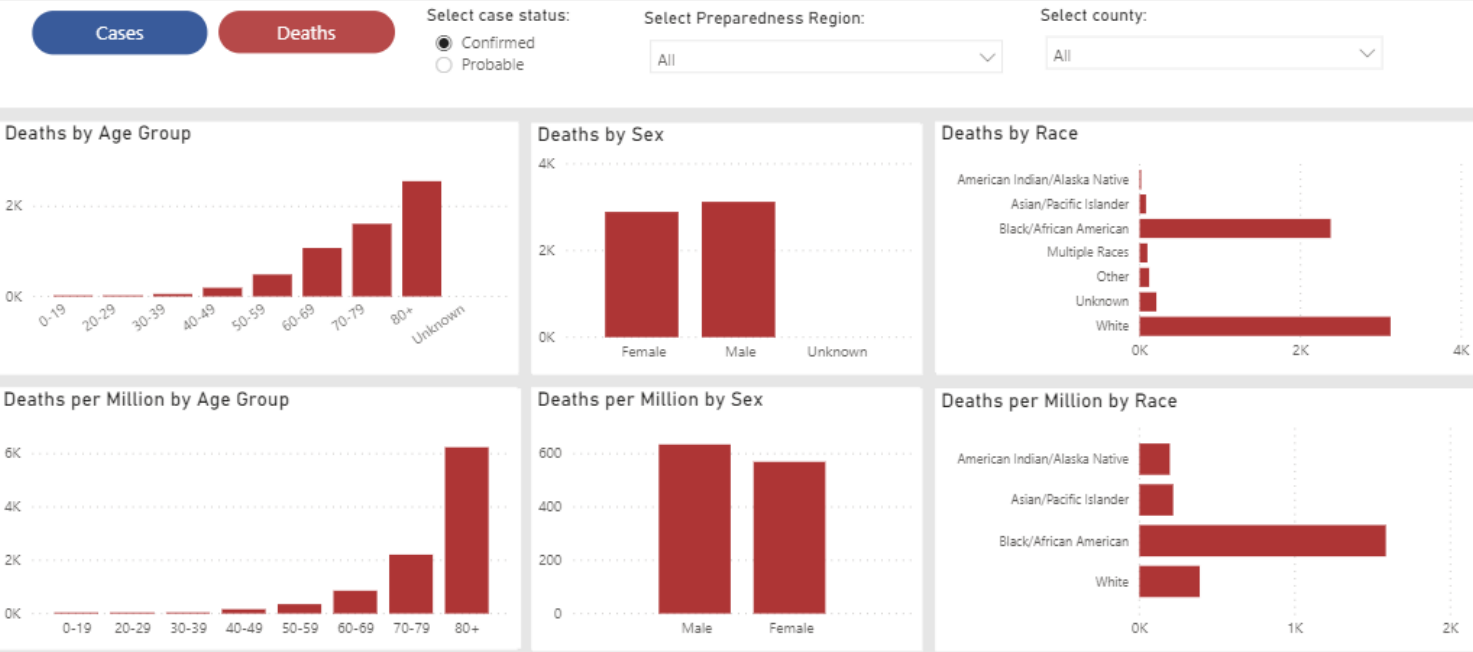 Cases
Deaths
Select case status:
Confirmed
Probable
Select Preparedness Region:
All
Select county:
All
Deaths by Age Group
2K
0K
0-19
20-29
30-39
40-49
50-59
60-69
70-79
80+
Unknown
Deaths by Sex
4K
2K
0K
Female
Male
Unknown
Deaths by Race
American Indian/Alaska Native
Asian/Pacific Islander
Black/African American
Multiple Races
Other
Unknown
White
0K
2K
4K
Deaths per Million by Age Group
6K
4K
2K
0K
0-19
20-29
30-39
40-49
50-59
60-69
70-79
80+
Deaths per Million by Sex
600
400
200
0
Male
Female
Deaths per Million by Race
American Indian/Alaska Native
Asian/Pacific Islander
Black/African American
White
0K
1K
2K